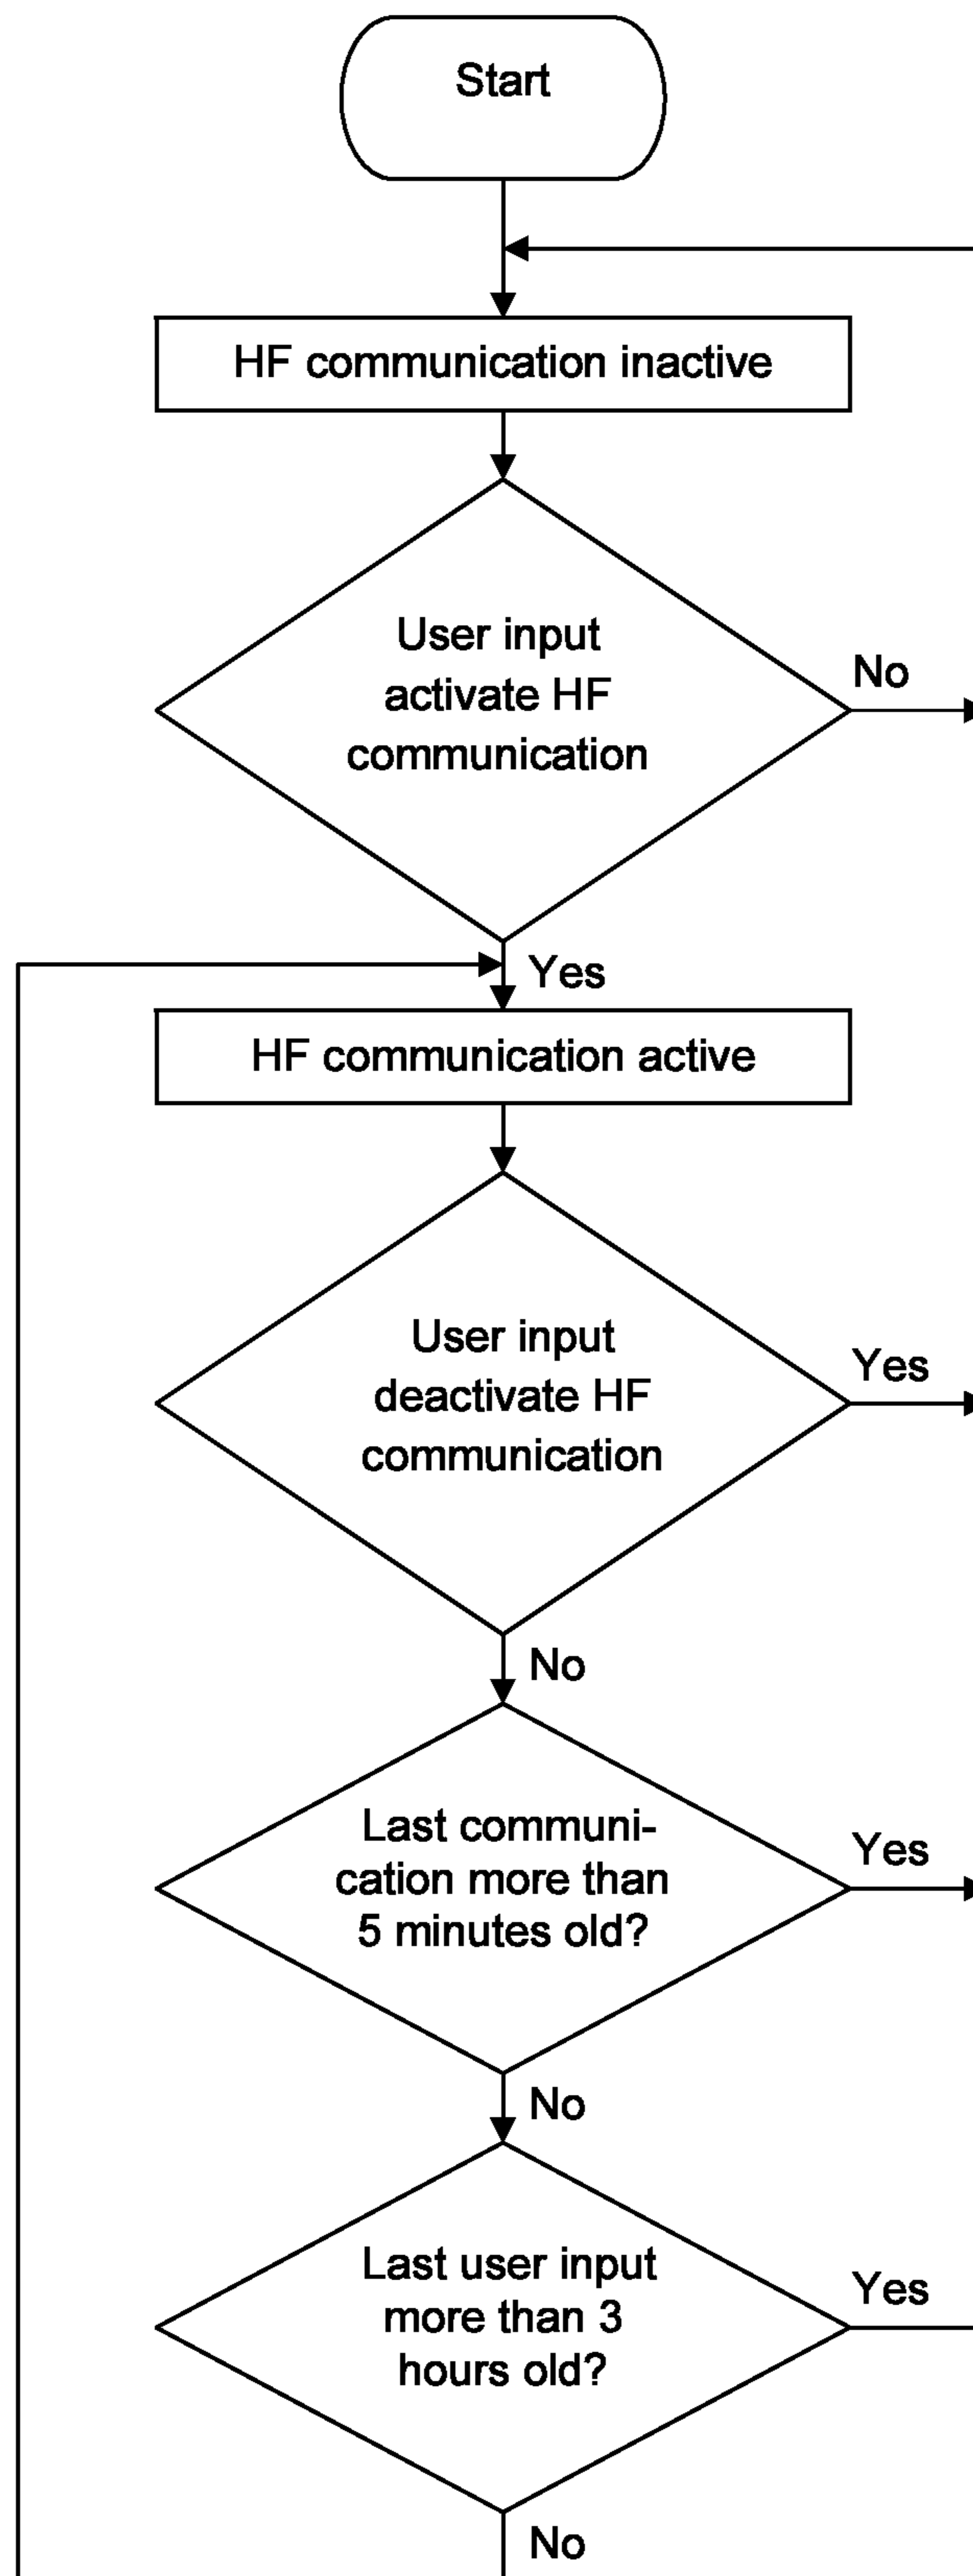 Start
HF communication inactive
User input
activate HF
communication
No
Yes
HF communication active
User input
deactivate HF
communication
Yes
No
Last communi-
cation more than
5 minutes old?
Yes
No
Last user input
more than 3
hours old?
Yes
No